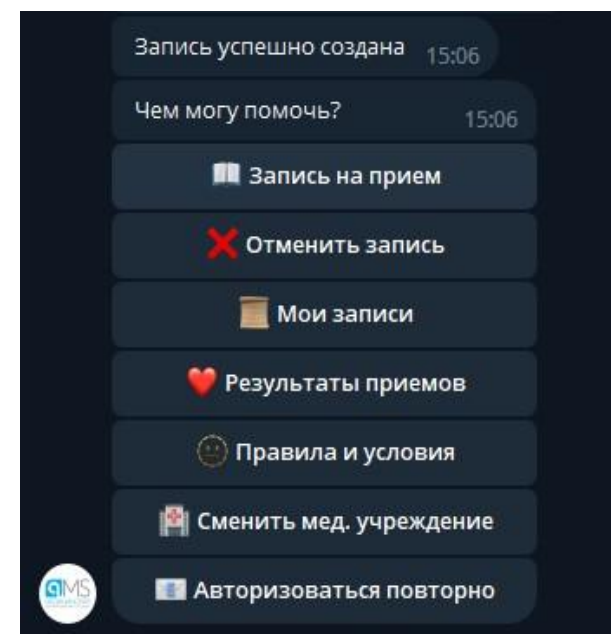 Запись успешно создана 15:06
Чем могу помочь? 15:06
Запись на прием
Отменить запись
Мои записи
Результаты приемов
Правила и условия
Сменить мед. учреждение
Авторизоваться повторно
qMS